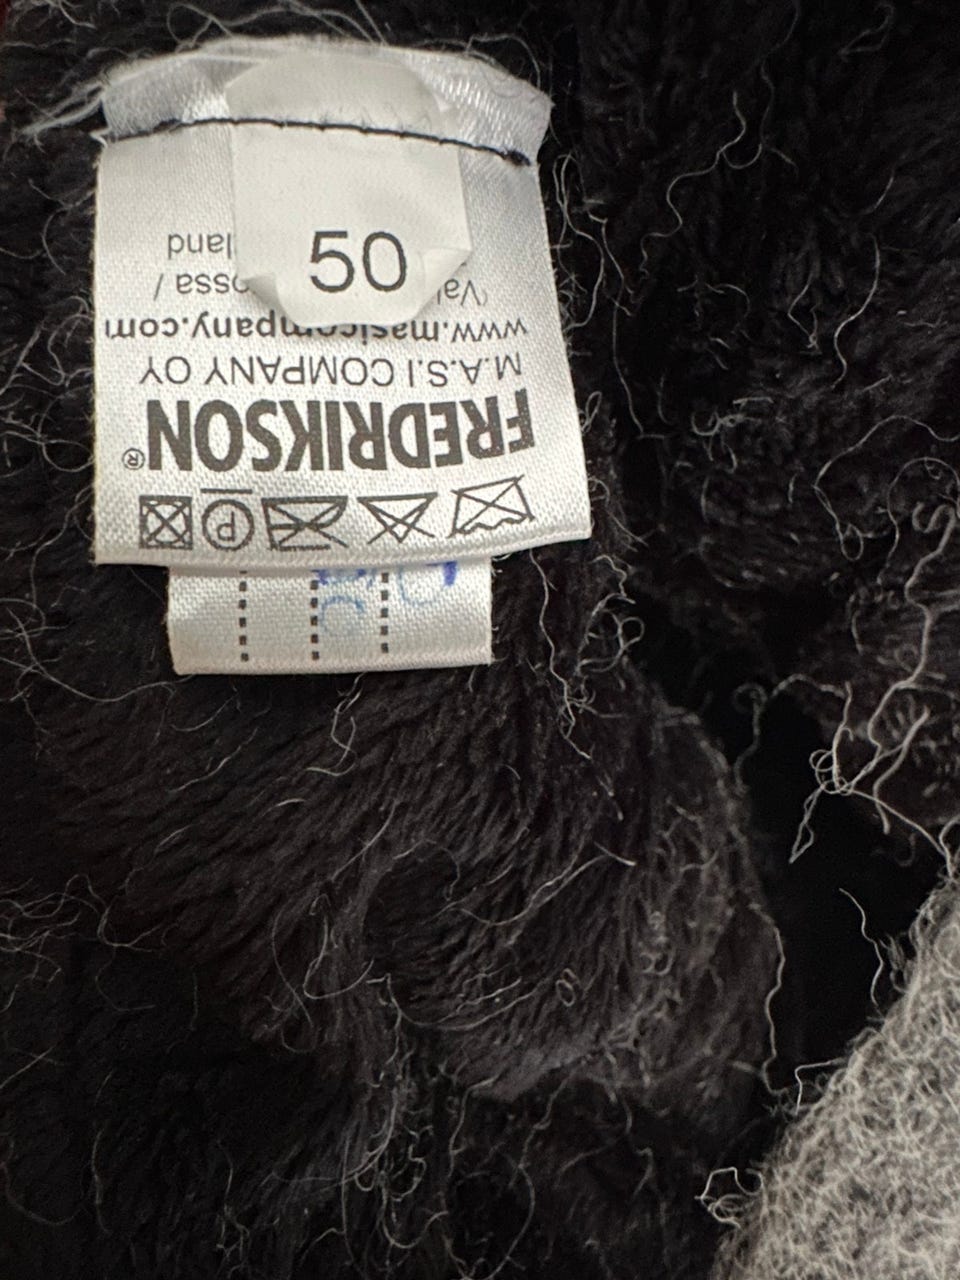 50
FREDRIKSON®
M.A.S.I COMPANY OY
www.masicompany.com
P